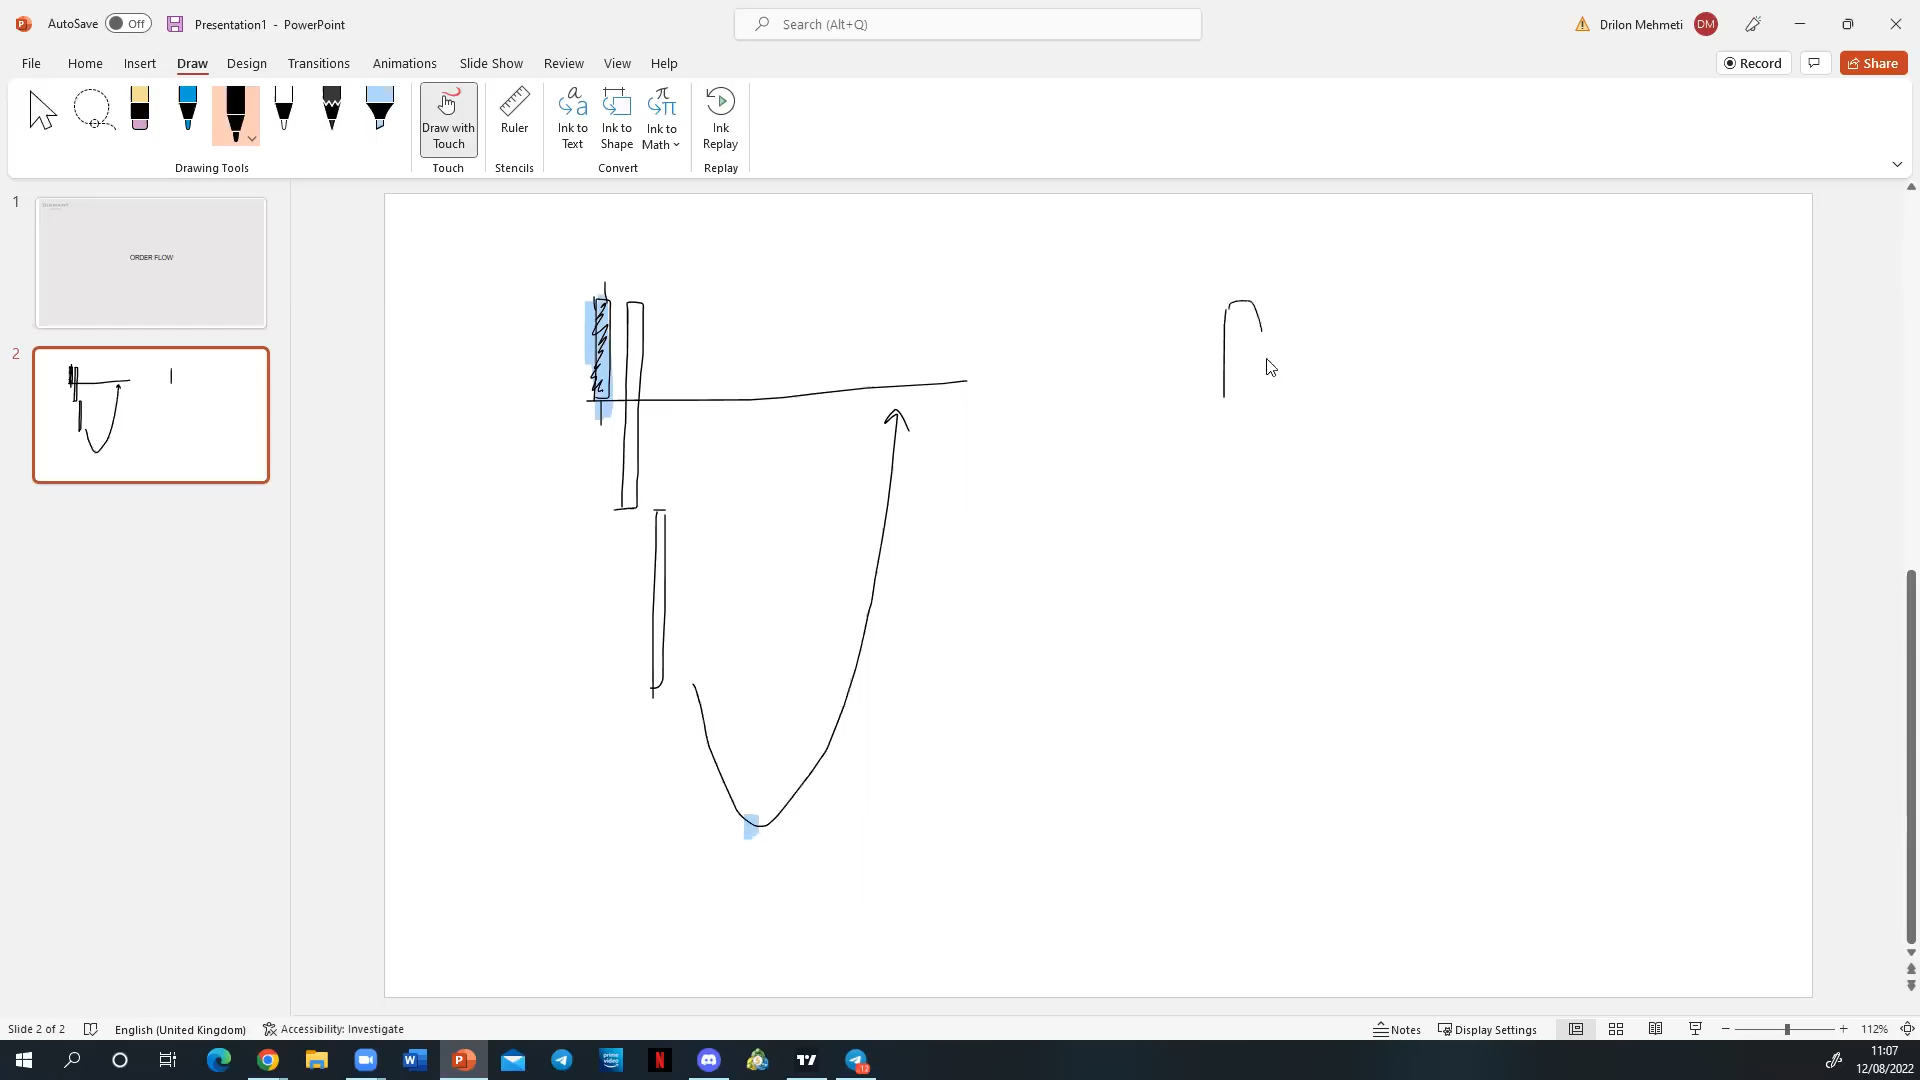 AutoSave Off Presentation1 - PowerPoint
Search (Alt+Q)
Drilon Mehmeti DM
File Home Insert Draw Design Transitions Animations Slide Show Review View Help
Record Share
Draw with Touch
Ruler
Ink to Text
Ink to Shape
Ink to Math
Ink Replay
Drawing Tools Touch Stencils Convert Replay
1
ORDER FLOW
2
Slide 2 of 2 English (United Kingdom) Accessibility: Investigate
Notes Display Settings 112%
prime video
12
11:07
12/08/2022